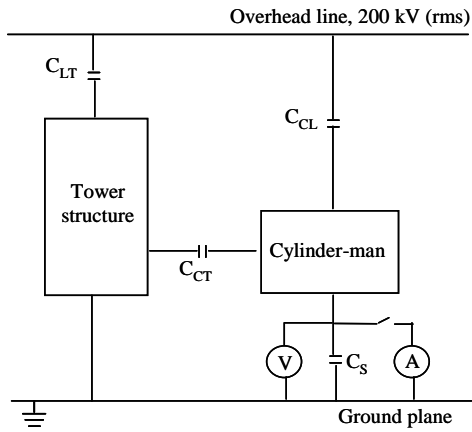 Overhead line, 200 kV (rms)
C_LT
C_CL
Tower
structure
Cylinder-man
C_CT
V
C_S
A
Ground plane